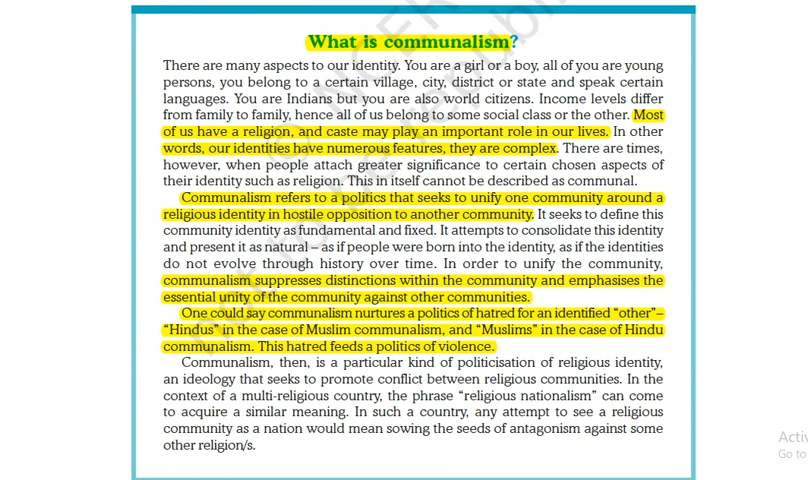 What is communalism?
There are many aspects to our identity. You are a girl or a boy, all of you are young
persons, you belong to a certain village, city, district or state and speak certain
languages. You are Indians but you are also world citizens. Income levels differ
from family to family, hence all of us belong to some social class or the other. Most
of us have a religion, and caste may play an important role in our lives. In other
words, our identities have numerous features, they are complex. There are times,
however, when people attach greater significance to certain chosen aspects of
their identity such as religion. This in itself cannot be described as communal.
Communalism refers to a politics that seeks to unify one community around a
religious identity in hostile opposition to another community. It seeks to define this
community identity as fundamental and fixed. It attempts to consolidate this identity
and present it as natural – as if people were born into the identity, as if the identities
do not evolve through history over time. In order to unify the community,
communalism suppresses distinctions within the community and emphasises the
essential unity of the community against other communities.
One could say communalism nurtures a politics of hatred for an identified “other”–
“Hindus” in the case of Muslim communalism, and “Muslims” in the case of Hindu
communalism. This hatred feeds a politics of violence.
Communalism, then, is a particular kind of politicisation of religious identity,
an ideology that seeks to promote conflict between religious communities. In the
context of a multi-religious country, the phrase “religious nationalism” can come
to acquire a similar meaning. In such a country, any attempt to see a religious
community as a nation would mean sowing the seeds of antagonism against some
other religion/s.
Go to